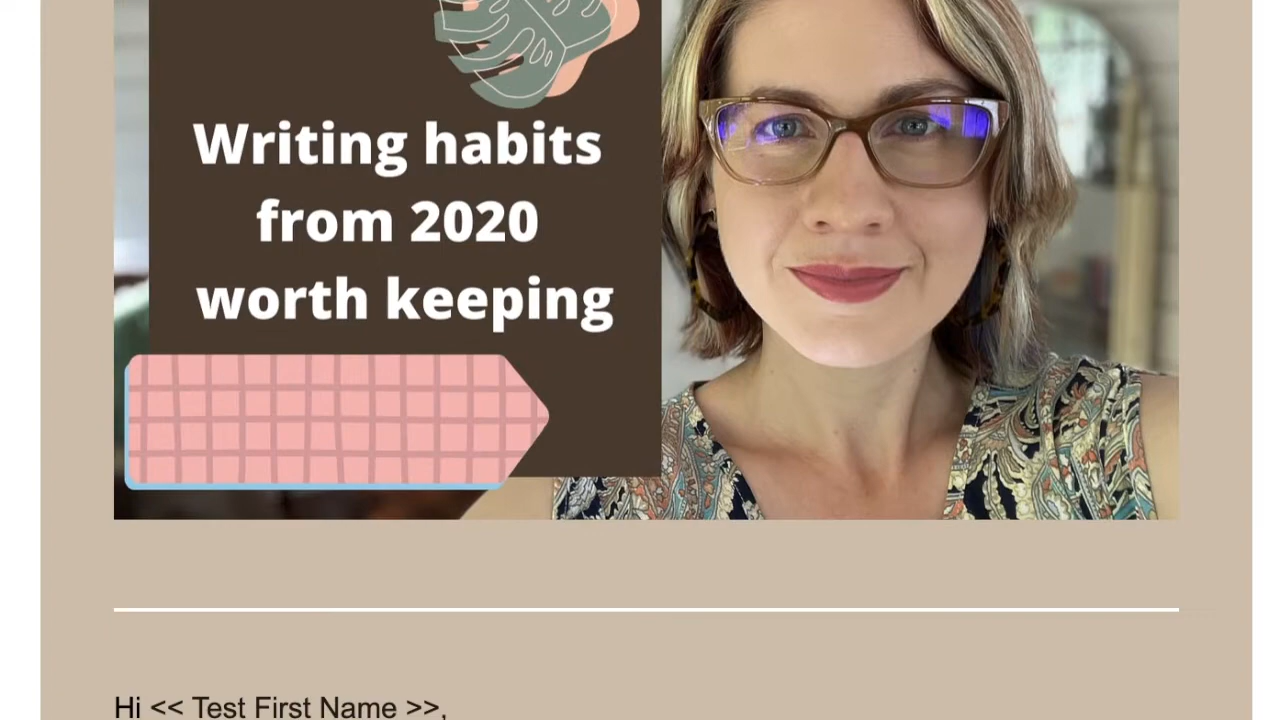 Writing habits
from 2020
worth keeping
Hi << Test First Name >>,